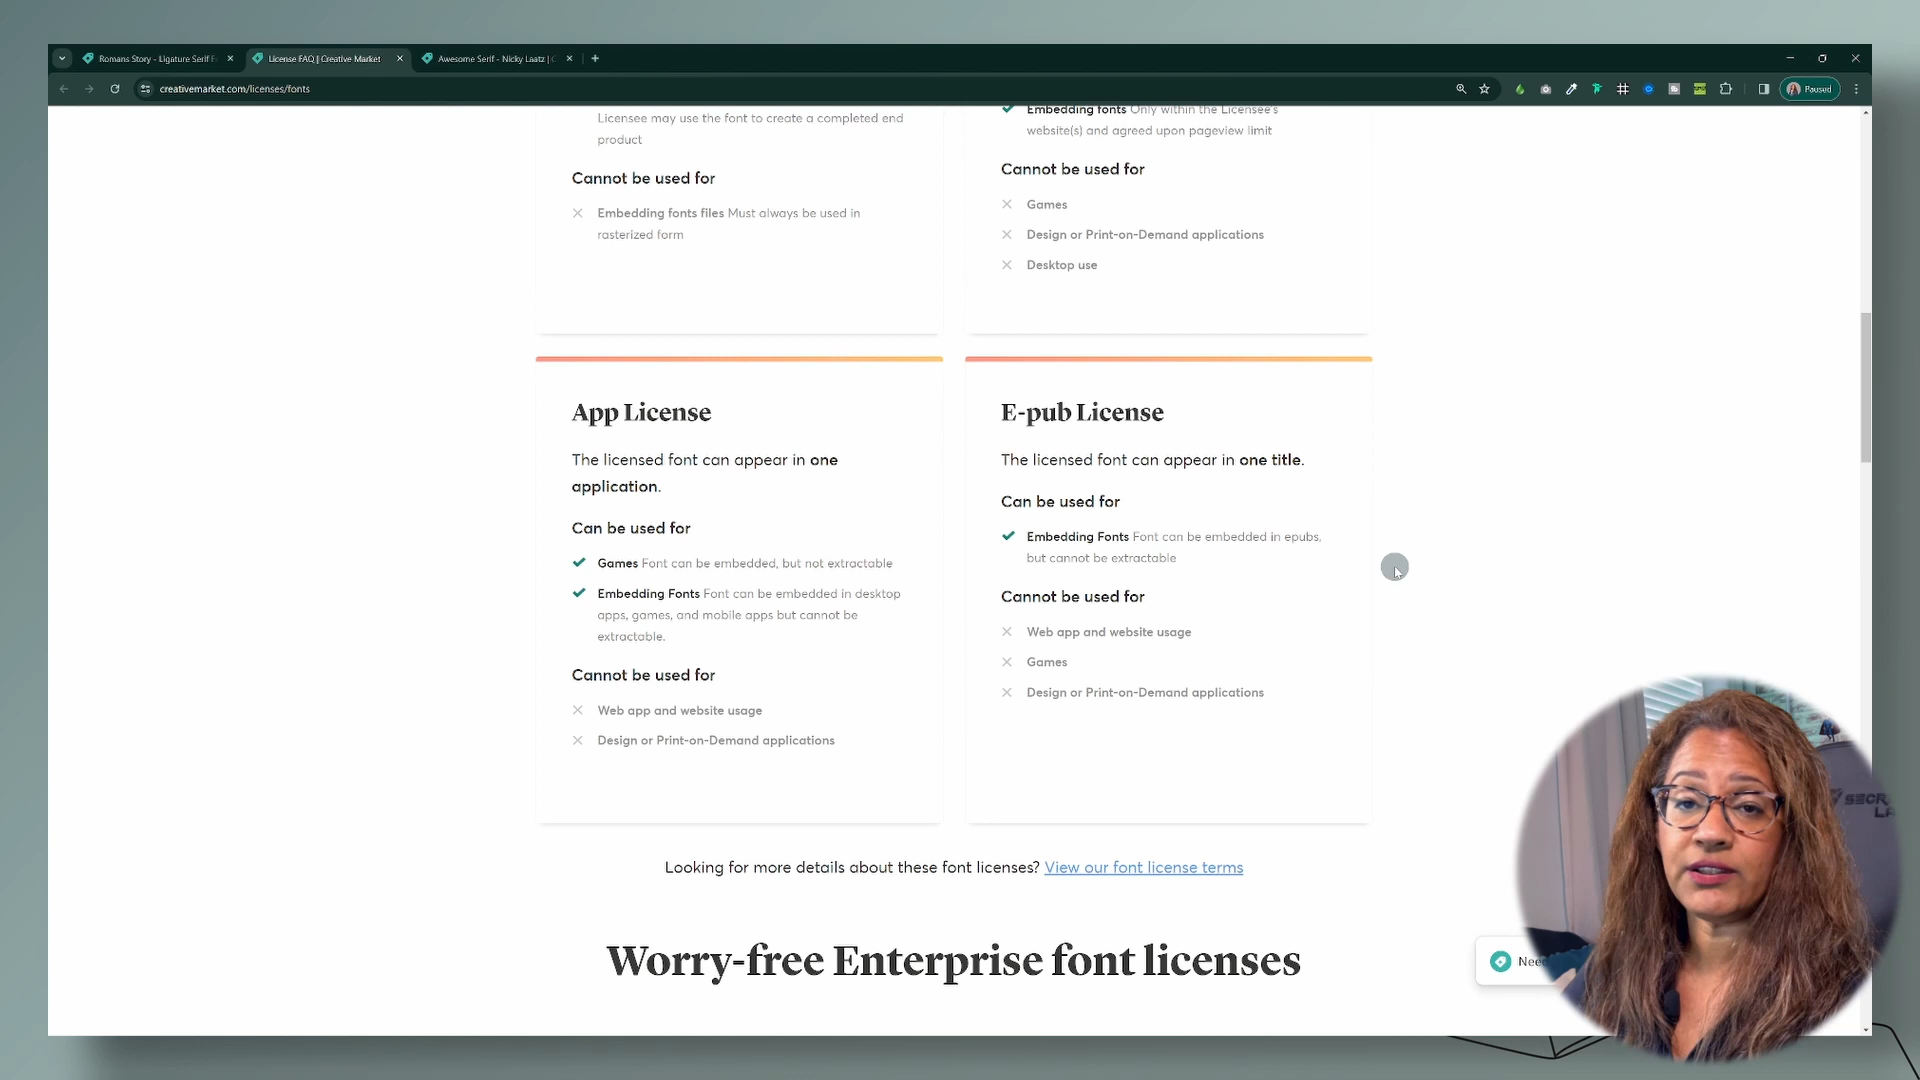 Romans Story - Ligature Serif F
License FAQ | Creative Market
Awesome Serif - Nicky Laatz |
creativemarket.com/licenses/fonts
Paused
Licensee may use the font to create a completed end
product
Cannot be used for
Embedding fonts files Must always be used in
rasterized form
Embedding fonts Only within the Licensee's
website(s) and agreed upon pageview limit
Cannot be used for
Games
Design or Print-on-Demand applications
Desktop use
App License
The licensed font can appear in one
application.
Can be used for
Games Font can be embedded, but not extractable
Embedding Fonts Font can be embedded in desktop
apps, games, and mobile apps but cannot be
extractable.
Cannot be used for
Web app and website usage
Design or Print-on-Demand applications
E-pub License
The licensed font can appear in one title.
Can be used for
Embedding Fonts Font can be embedded in epubs,
but cannot be extractable
Cannot be used for
Web app and website usage
Games
Design or Print-on-Demand applications
Looking for more details about these font licenses? View our font license terms
Worry-free Enterprise font licenses